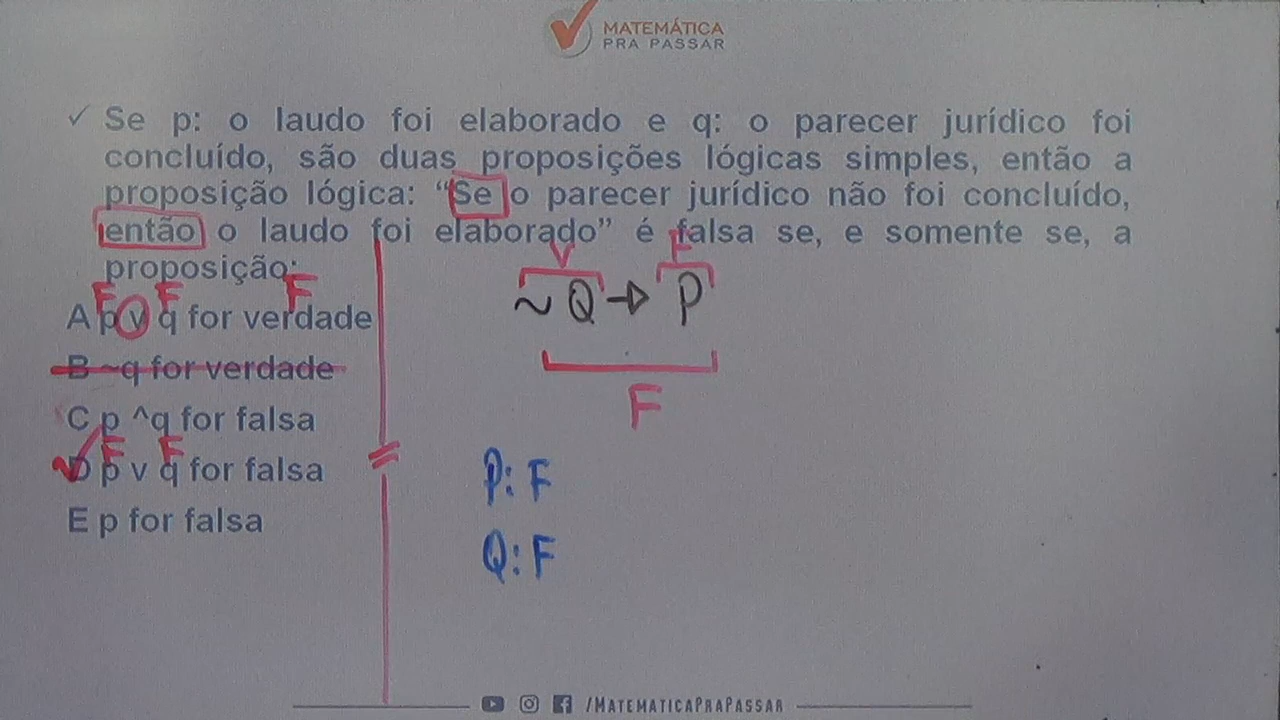 MATEMÁTICA
PRA PASSAR
✓ Se p: o laudo foi elaborado e q: o parecer jurídico foi
concluído, são duas proposições lógicas simples, então a
proposição lógica: “Se o parecer jurídico não foi concluído,
então o laudo foi elaborado” é falsa se, e somente se, a
proposição:
V F
F F F
~Q → P
A p v q for verdade
B ~q for verdade
F
C p ^q for falsa
F F
D p v q for falsa
P: F
E p for falsa
Q: F
/MATEMATICAPRAPASSAR